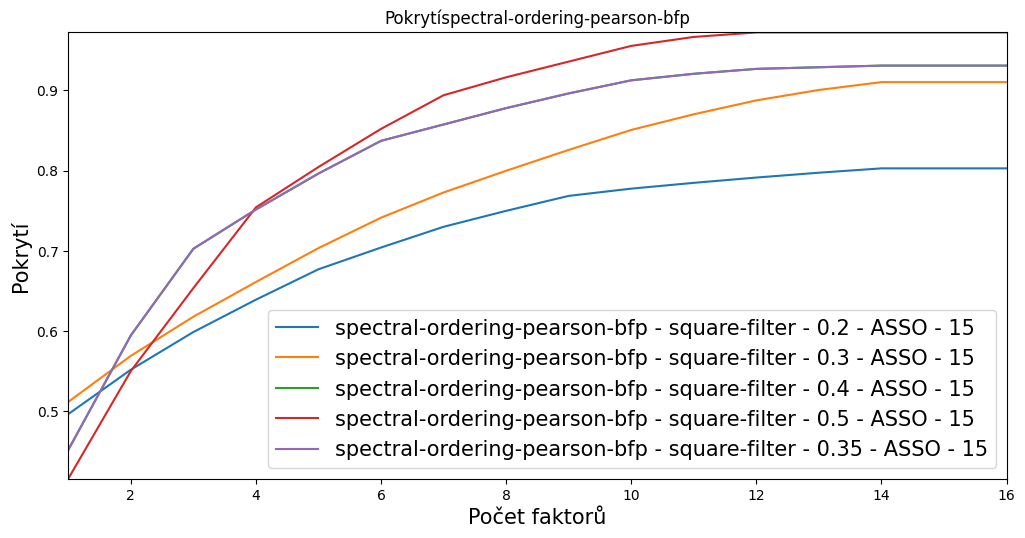 Pokrytíspectral-ordering-pearson-bfp
0.9
0.8
0.7
0.6
0.5
Pokrytí
spectral-ordering-pearson-bfp - square-filter - 0.2 - ASSO - 15
spectral-ordering-pearson-bfp - square-filter - 0.3 - ASSO - 15
spectral-ordering-pearson-bfp - square-filter - 0.4 - ASSO - 15
spectral-ordering-pearson-bfp - square-filter - 0.5 - ASSO - 15
spectral-ordering-pearson-bfp - square-filter - 0.35 - ASSO - 15
2 4 6 8 10 12 14 16
Počet faktorů